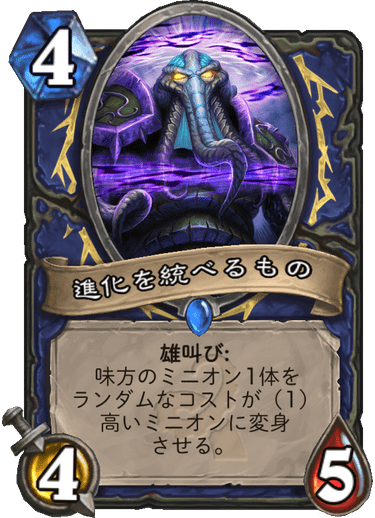 4
進化を統べるもの
雄叫び:
味方のミニオン1体を
ランダムなコストが（1）
高いミニオンに変身
させる。
4
5